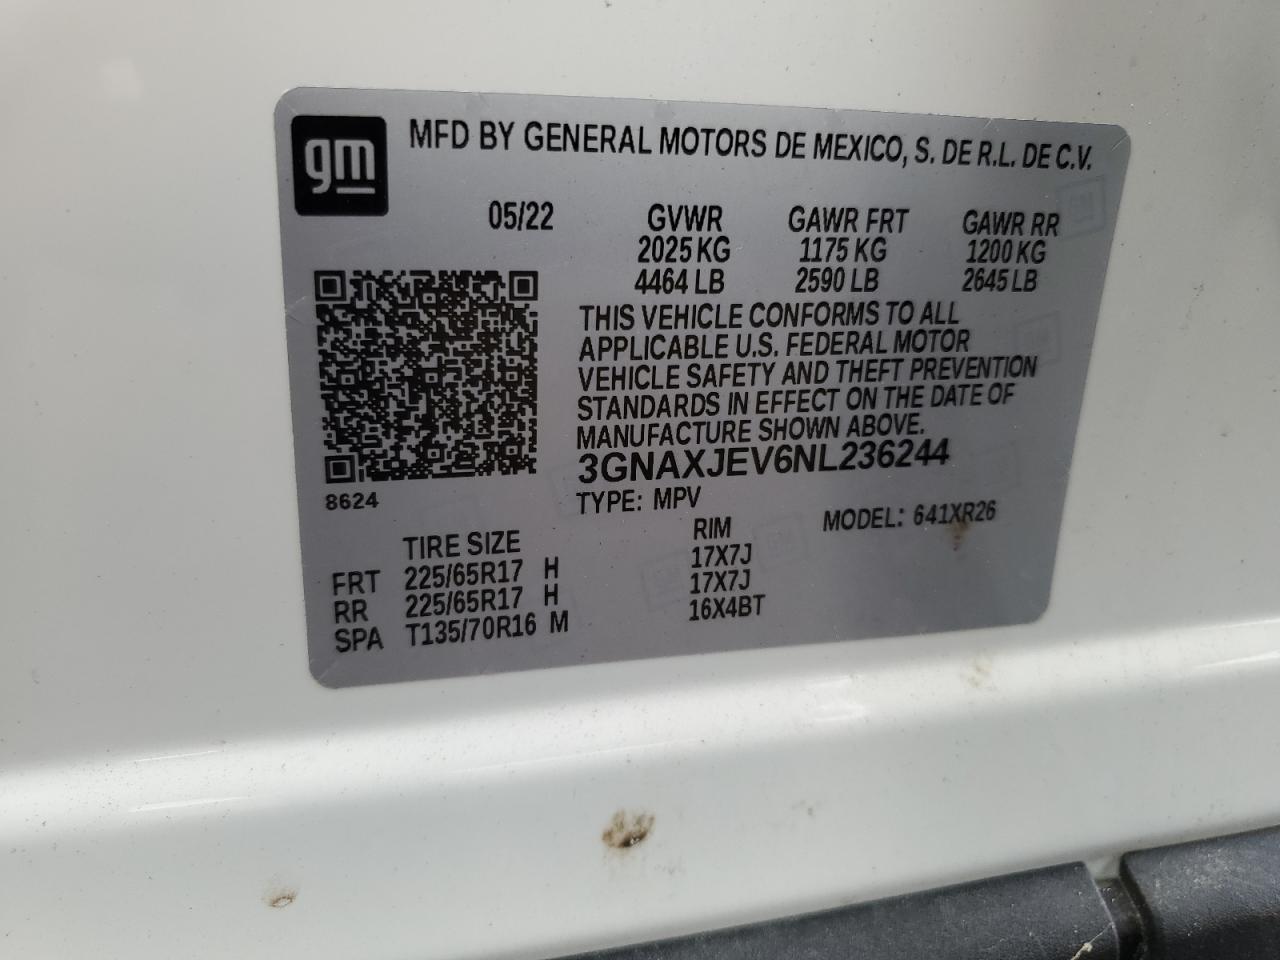 gm
MFD BY GENERAL MOTORS DE MEXICO, S. DE R.L. DE C.V.
05/22 GVWR GAWR FRT GAWR RR
2025 KG 1175 KG 1200 KG
4464 LB 2590 LB 2645 LB
THIS VEHICLE CONFORMS TO ALL
APPLICABLE U.S. FEDERAL MOTOR
VEHICLE SAFETY AND THEFT PREVENTION
STANDARDS IN EFFECT ON THE DATE OF
MANUFACTURE SHOWN ABOVE.
3GNAXJEV6NL236244
8624
TYPE: MPV MODEL: 641XR26
TIRE SIZE RIM
FRT 225/65R17 H 17X7J
RR 225/65R17 H 17X7J
SPA T135/70R16 M 16X4BT